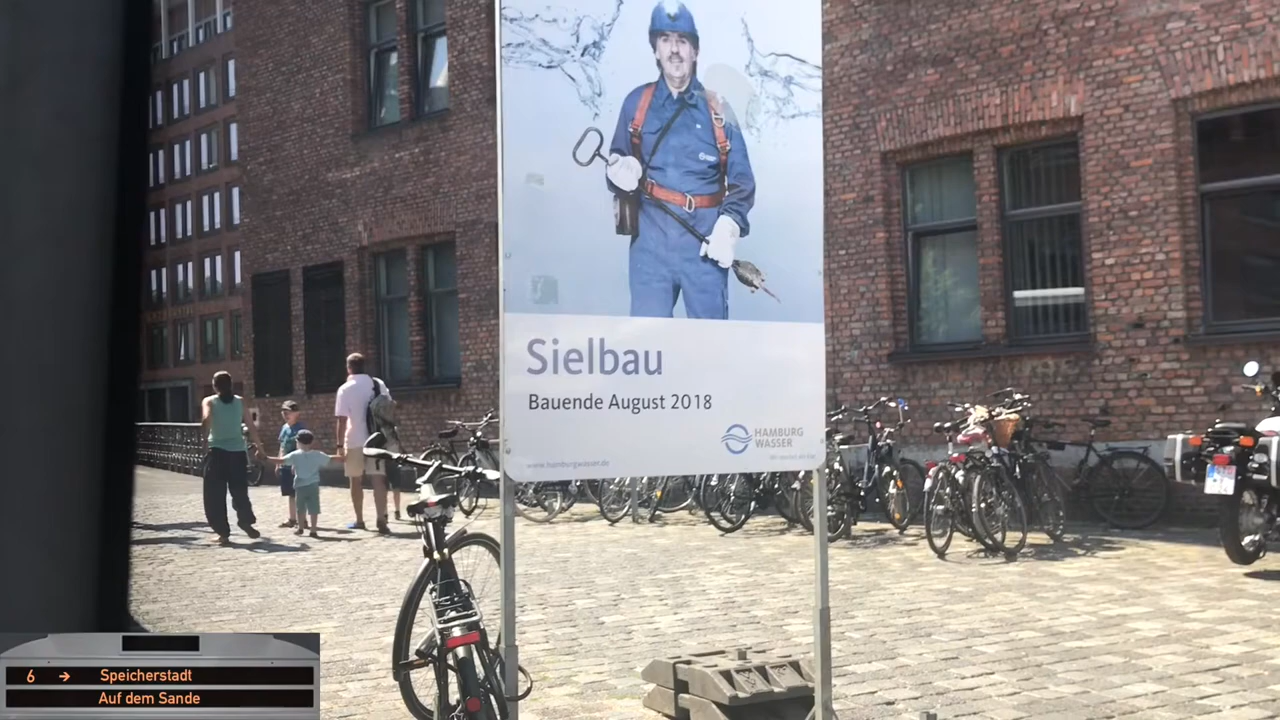 Sielbau
Bauende August 2018
HAMBURG
WASSER
www.hamburgwasser.de
6 → Speicherstadt
Auf dem Sande